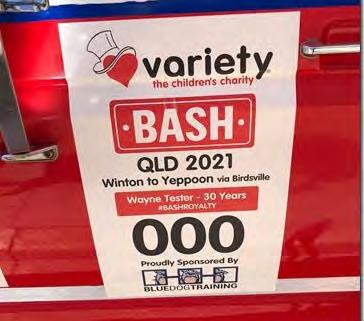 variety
the children's charity
·BASH·
QLD 2021
Winton to Yeppoon via Birdsville
Wayne Tester - 30 Years
#BASHROYALTY
000
Proudly Sponsored By
BLUEDOGTRAINING